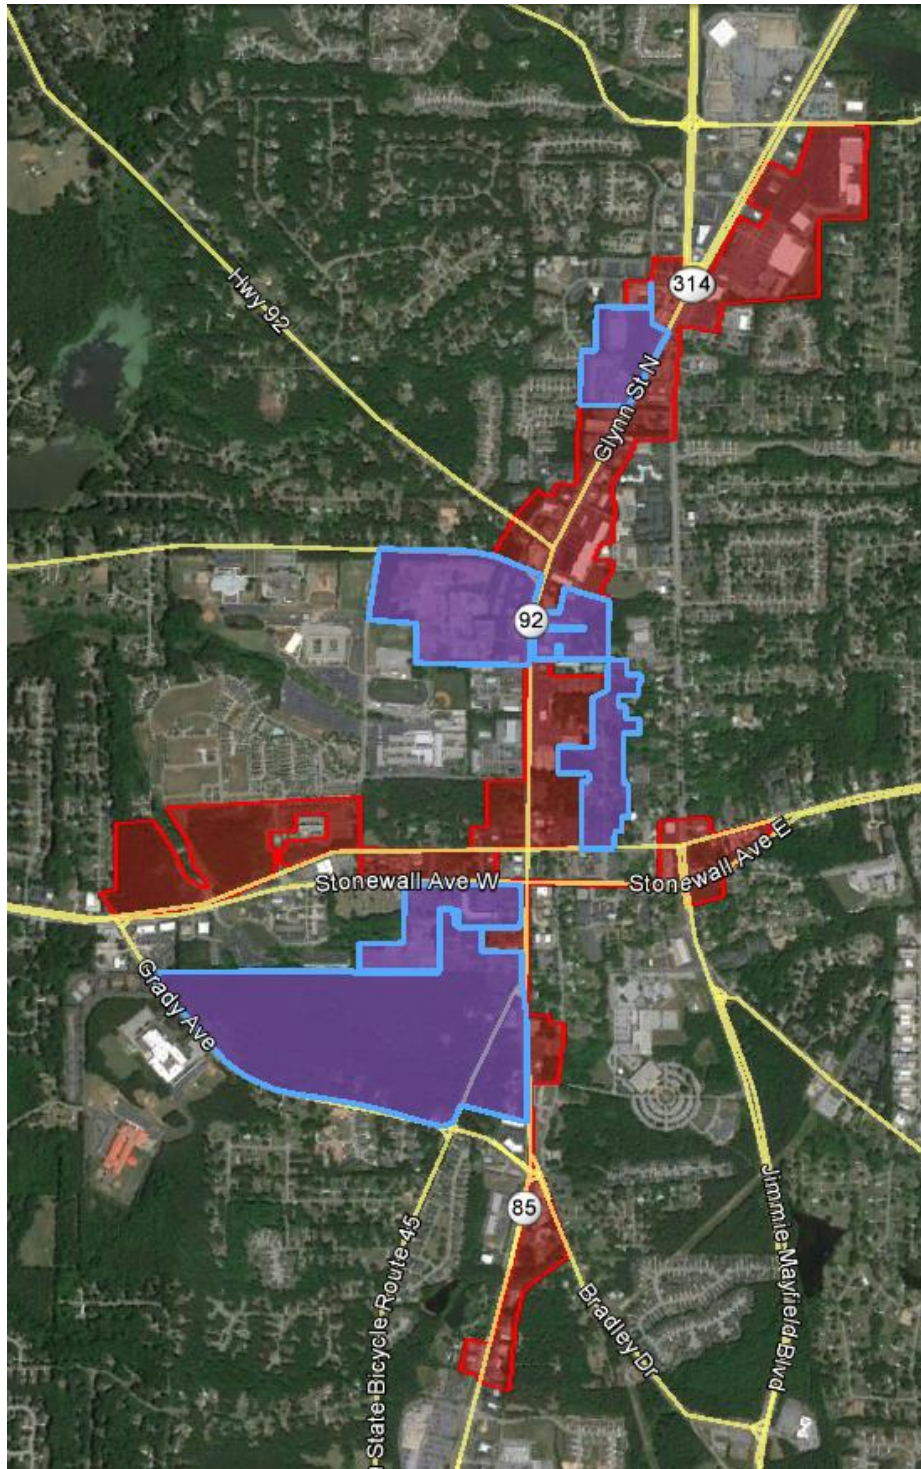 314
Hwy 92
Glynn St N
92
Stonewall Ave W
Stonewall Ave E
Grady Ave
85
State Bicycle Route 45
Bradley Dr
Jimmie Mayfield Blvd